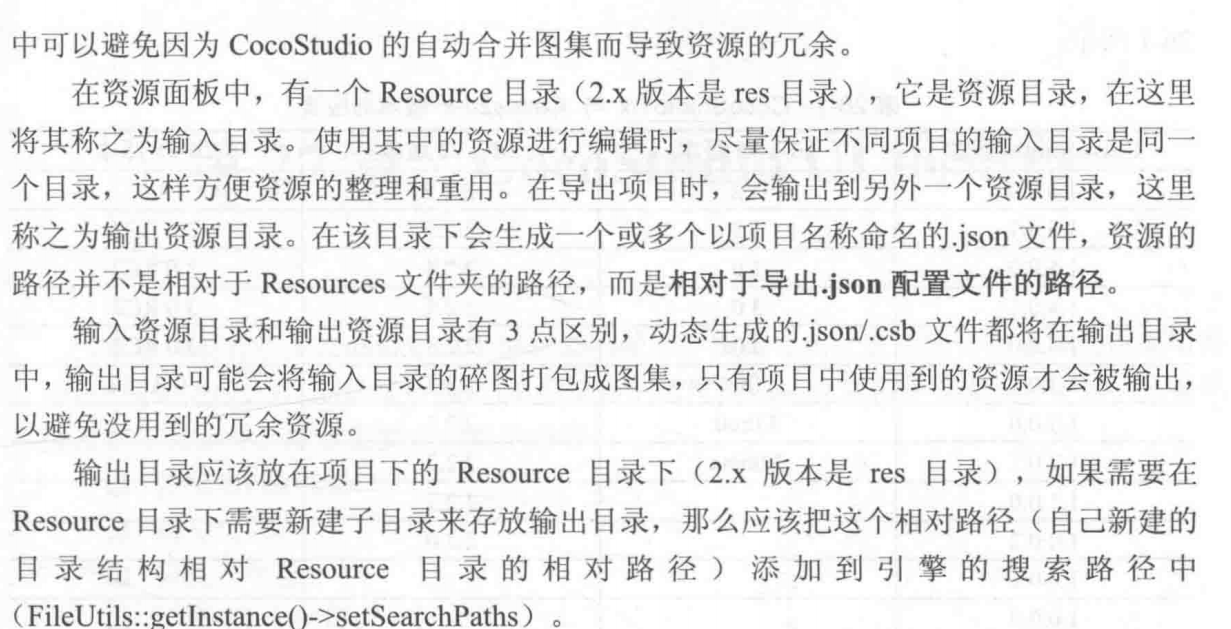 中可以避免因为 CocoStudio 的自动合并图集而导致资源的冗余。
在资源面板中，有一个 Resource 目录（2.x 版本是 res 目录），它是资源目录，在这里
将其称之为输入目录。使用其中的资源进行编辑时，尽量保证不同项目的输入目录是同一
个目录，这样方便资源的整理和重用。在导出项目时，会输出到另外一个资源目录，这里
称之为输出资源目录。在该目录下会生成一个或多个以项目名称命名的.json 文件，资源的
路径并不是相对于 Resources 文件夹的路径，而是相对于导出.json 配置文件的路径。
输入资源目录和输出资源目录有 3 点区别，动态生成的.json/.csb 文件都将在输出目录
中，输出目录可能会将输入目录的碎图打包成图集，只有项目中使用到的资源才会被输出，
以避免没用到的冗余资源。
输出目录应该放在项目下的 Resource 目录下（2.x 版本是 res 目录），如果需要在
Resource 目录下需要新建子目录来存放输出目录，那么应该把这个相对路径（自己新建的
目录结构相对 Resource 目录的相对路径）添加到引擎的搜索路径中
（FileUtils::getInstance()->setSearchPaths）。